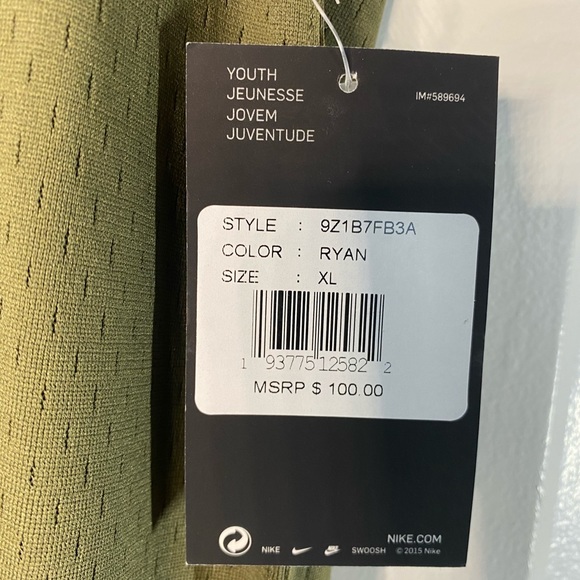 YOUTH
JEUNESSE
JOVEM
JUVENTUDE
IM#589694
STYLE : 9Z1B7FB3A
COLOR : RYAN
SIZE : XL
1 93775 12582 2
MSRP $ 100.00
NIKE.COM
NIKE SWOOSH © 2015 Nike